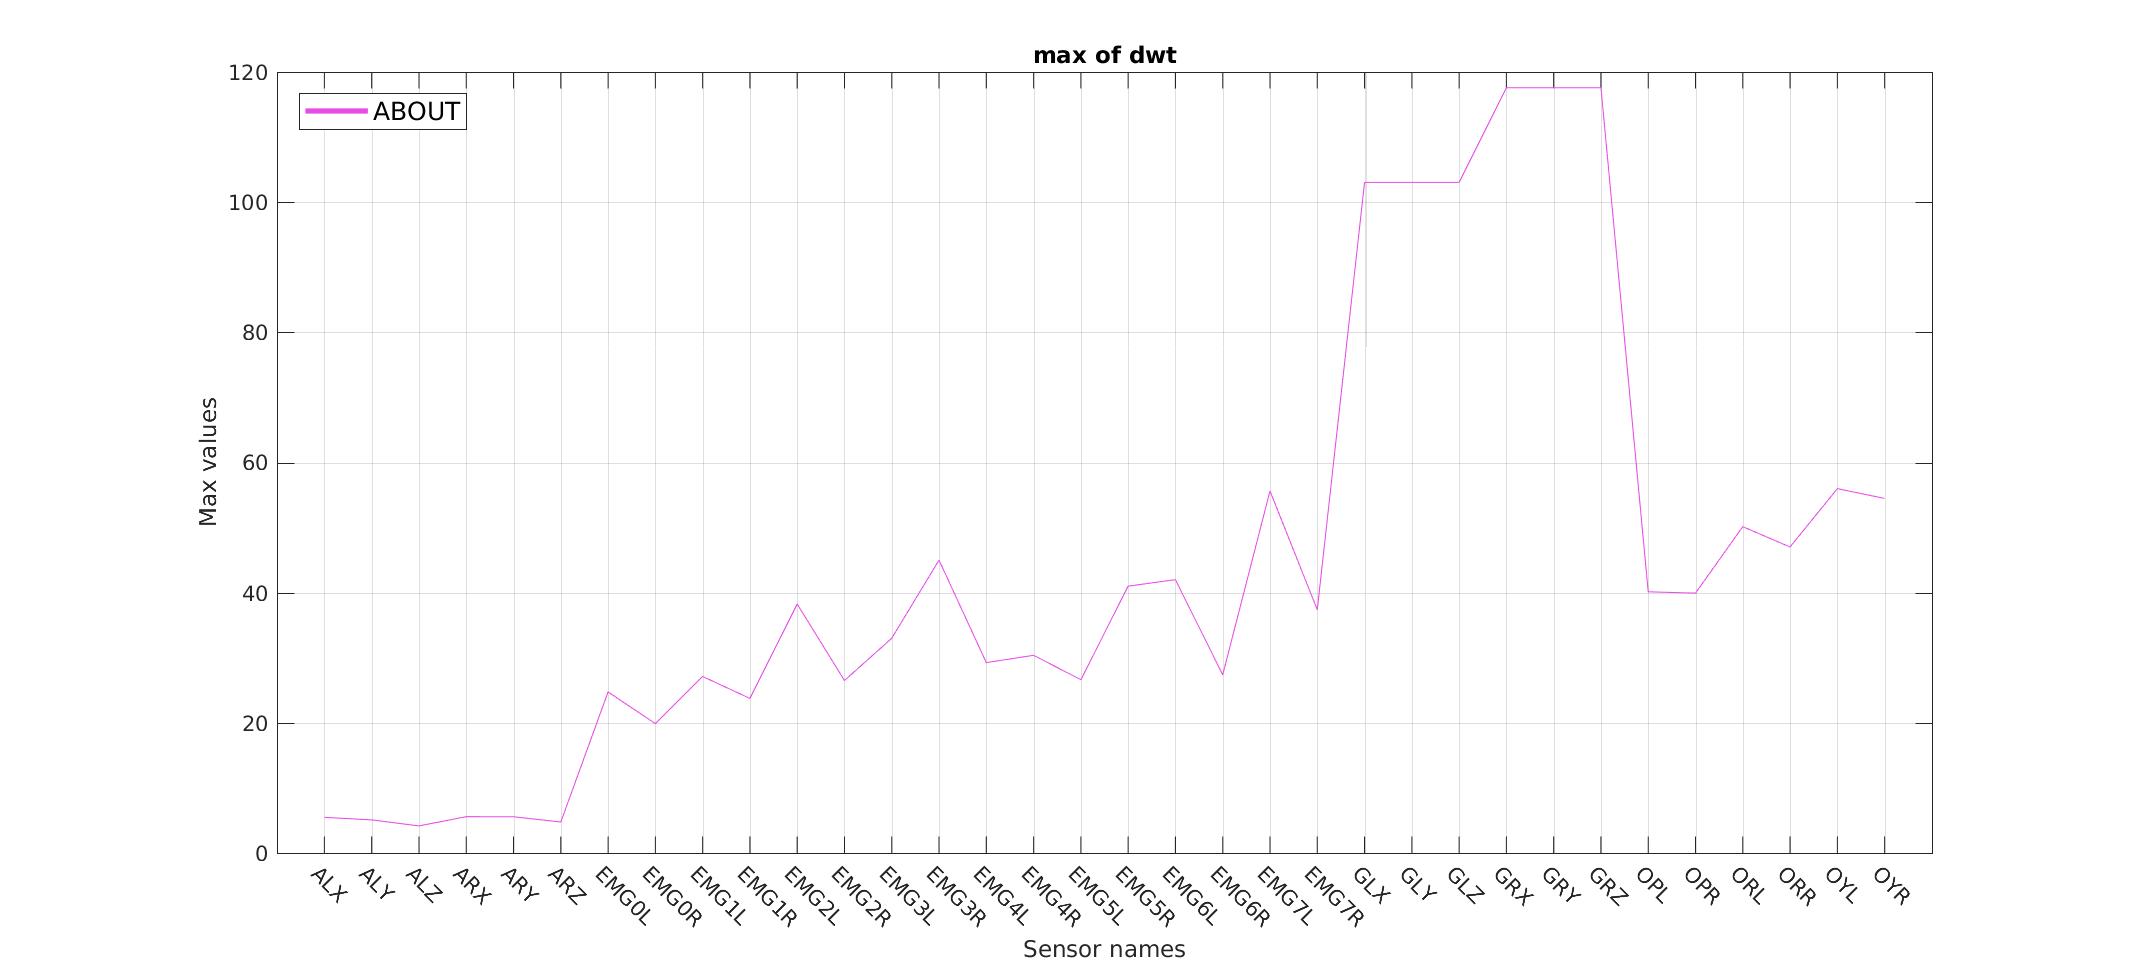 max of dwt
ABOUT
120
100
80
60
40
20
0
Max values
ALX ALY ALZ ARX ARY ARZ EMG0L EMG0R EMG1L EMG1R EMG2L EMG2R EMG3L EMG3R EMG4L EMG4R EMG5L EMG5R EMG6L EMG6R EMG7L EMG7R GLX GLY GLZ GRX GRY GRZ OPL OPR ORL ORR OYL OYR
Sensor names